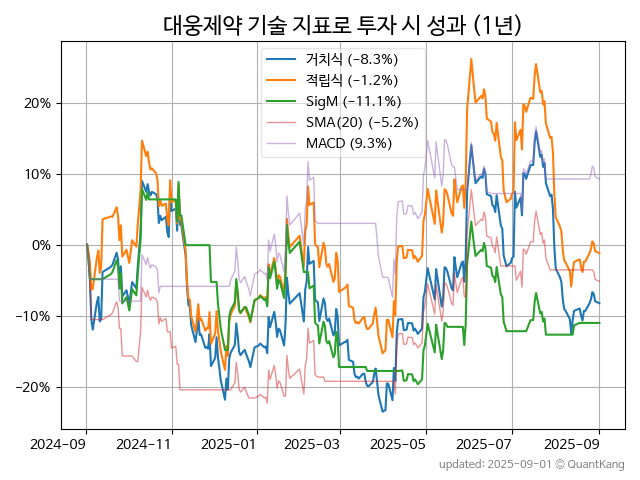 대웅제약 기술 지표로 투자 시 성과 (1년)
거치식 (−8.3%)
적립식 (−1.2%)
SigM (−11.1%)
SMA(20) (−5.2%)
MACD (9.3%)
20%
10%
0%
−10%
−20%
2024-09 2024-11 2025-01 2025-03 2025-05 2025-07 2025-09
updated: 2025-09-01 © QuantKang